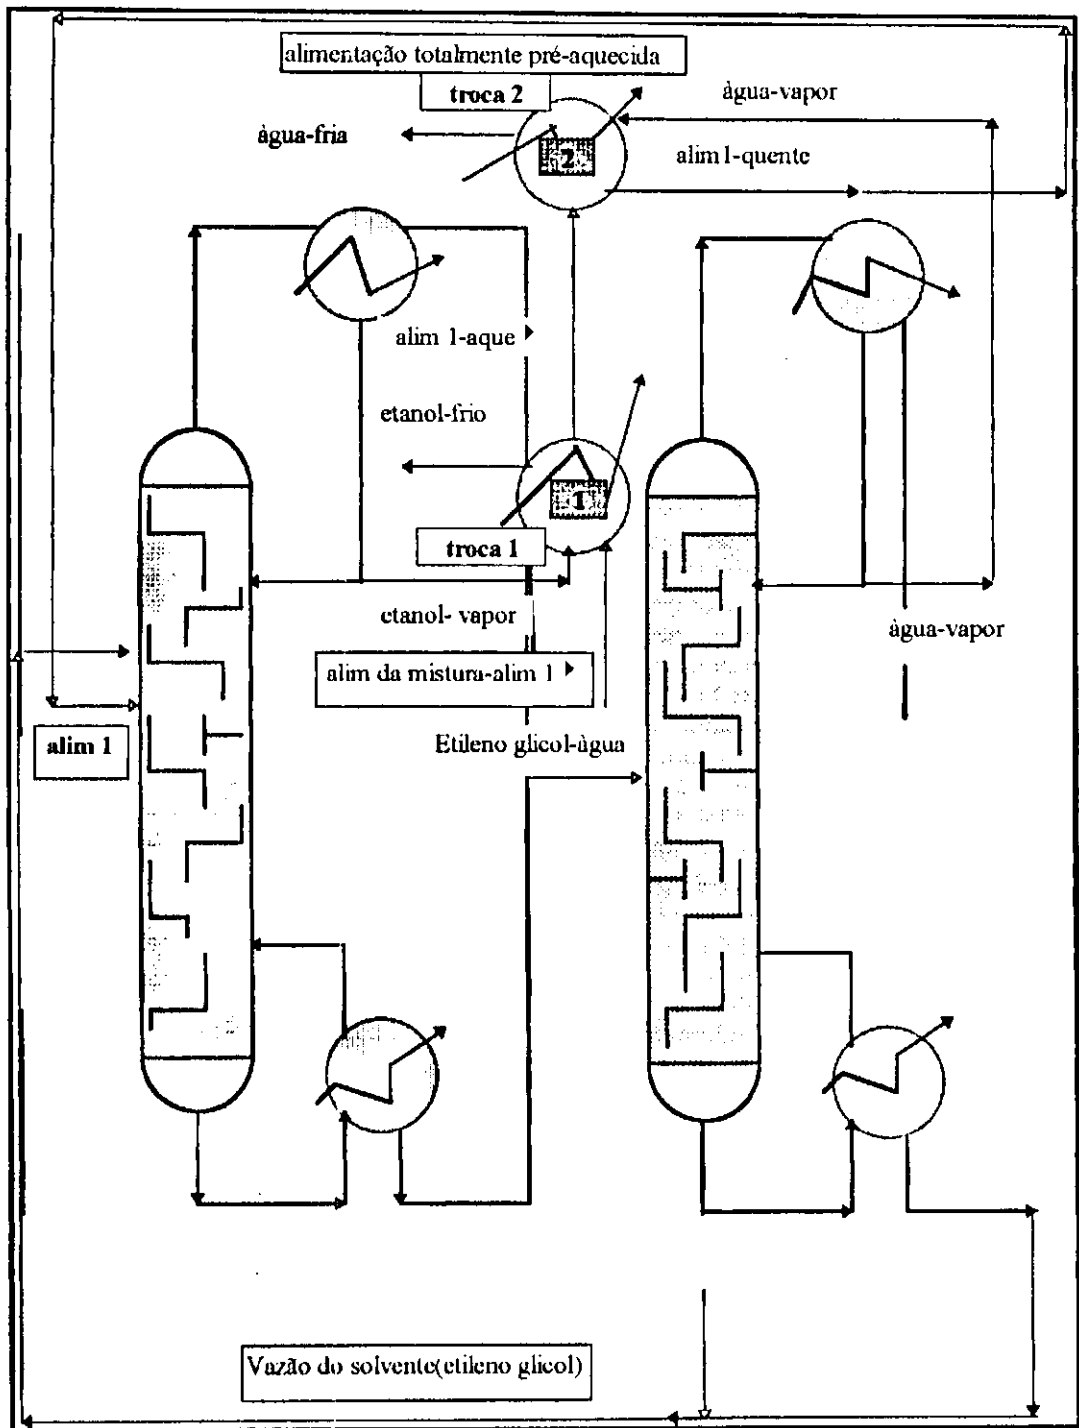 alimentação totalmente pré-aquecida
troca 2
àgua-vapor
àgua-fria
2
alim1-quente
alim 1-aque
etanol-frio
1
troca 1
etanol- vapor
àgua-vapor
alim da mistura-alim 1
alim 1
Etileno glicol-àgua
Vazão do solvente(etileno glicol)